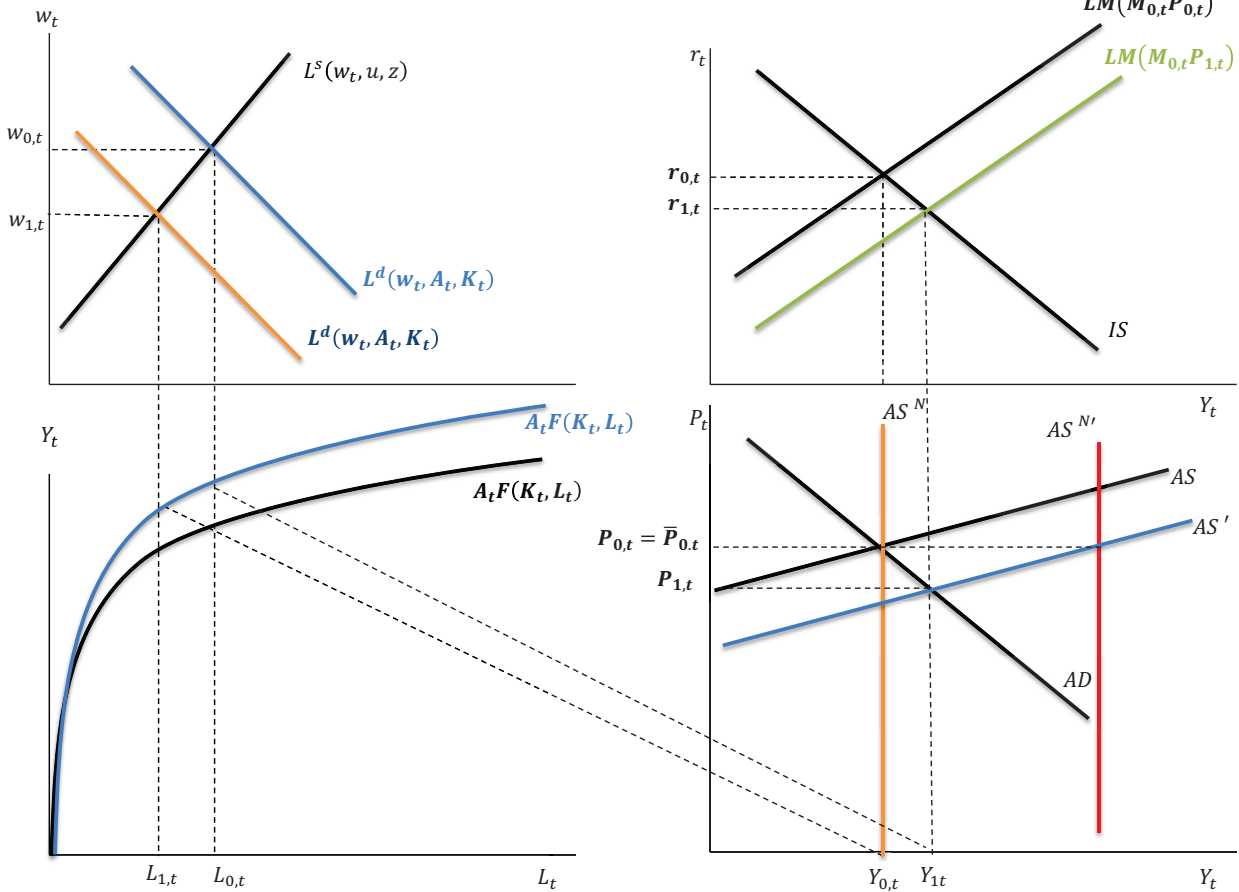 w_t
L^s(w_t, u, z)
w_{0,t}
w_{1,t}
L^d(w_t, A_t, K_t)
L^d(w_t, A_t, K_t)
LM(M_{0,t}P_{0,t})
r_t
LM(M_{0,t}P_{1,t})
r_{0,t}
r_{1,t}
IS
Y_t
Y_t
A_tF(K_t, L_t)
A_tF(K_t, L_t)
L_{1,t}
L_{0,t}
L_t
P_t
AS^N
AS^{N′}
AS
AS′
P_{0,t} = P̅_{0.t}
P_{1,t}
AD
Y_{0,t}
Y_{1t}
Y_t